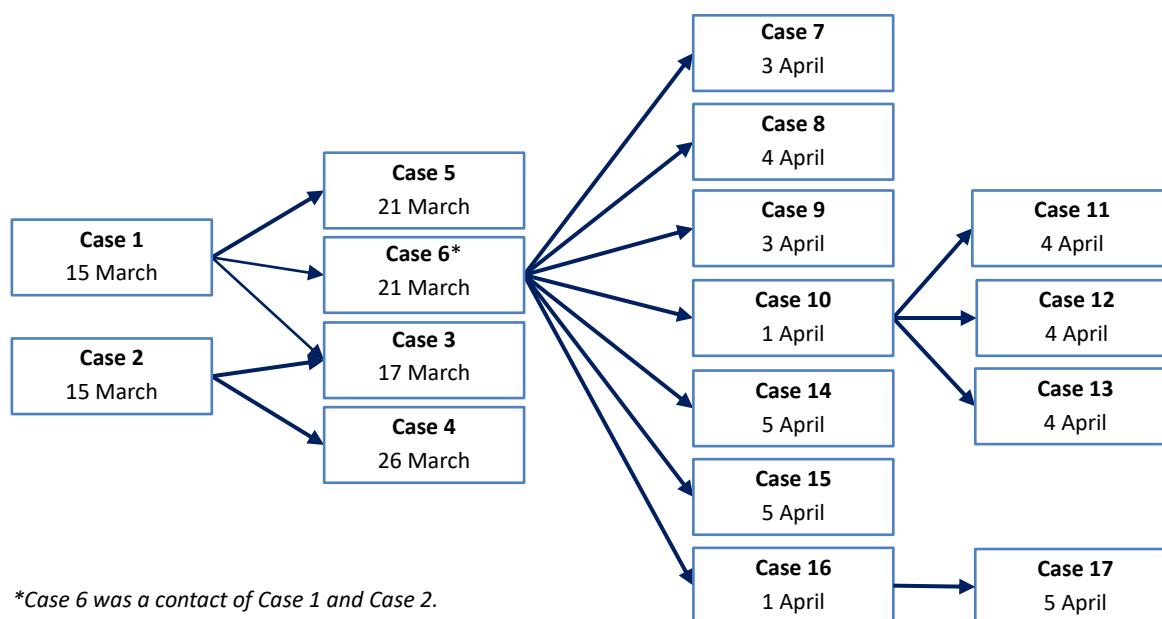 Case 1
15 March
Case 2
15 March
*Case 6 was a contact of Case 1 and Case 2.
Case 5
21 March
Case 6*
21 March
Case 3
17 March
Case 4
26 March
Case 7
3 April
Case 8
4 April
Case 9
3 April
Case 10
1 April
Case 14
5 April
Case 15
5 April
Case 16
1 April
Case 11
4 April
Case 12
4 April
Case 13
4 April
Case 17
5 April